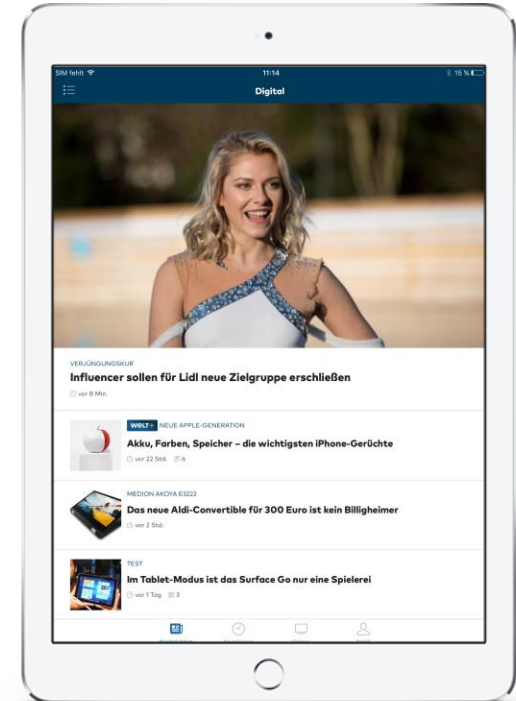 SIM fehlt 11:14 15 %
Digital
VERJÜNGUNGSKUR
Influencer sollen für Lidl neue Zielgruppe erschließen
vor 8 Min.
WELT+ NEUE APPLE-GENERATION
Akku, Farben, Speicher – die wichtigsten iPhone-Gerüchte
vor 22 Std. 6
MEDION AKOYA E3222
Das neue Aldi-Convertible für 300 Euro ist kein Billigheimer
vor 2 Std.
TEST
Im Tablet-Modus ist das Surface Go nur eine Spielerei
vor 1 Tag 3